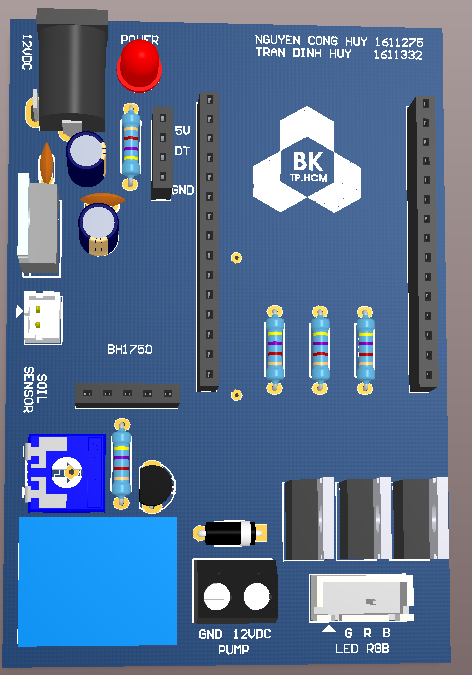 12VDC
POWER
NGUYEN CONG HUY 1611275
TRAN DINH HUY 1611332
5V
DT
GND
BK
TP.HCM
BH1750
SOIL
SENSOR
GND 12VDC
PUMP
G R B
LED RGB